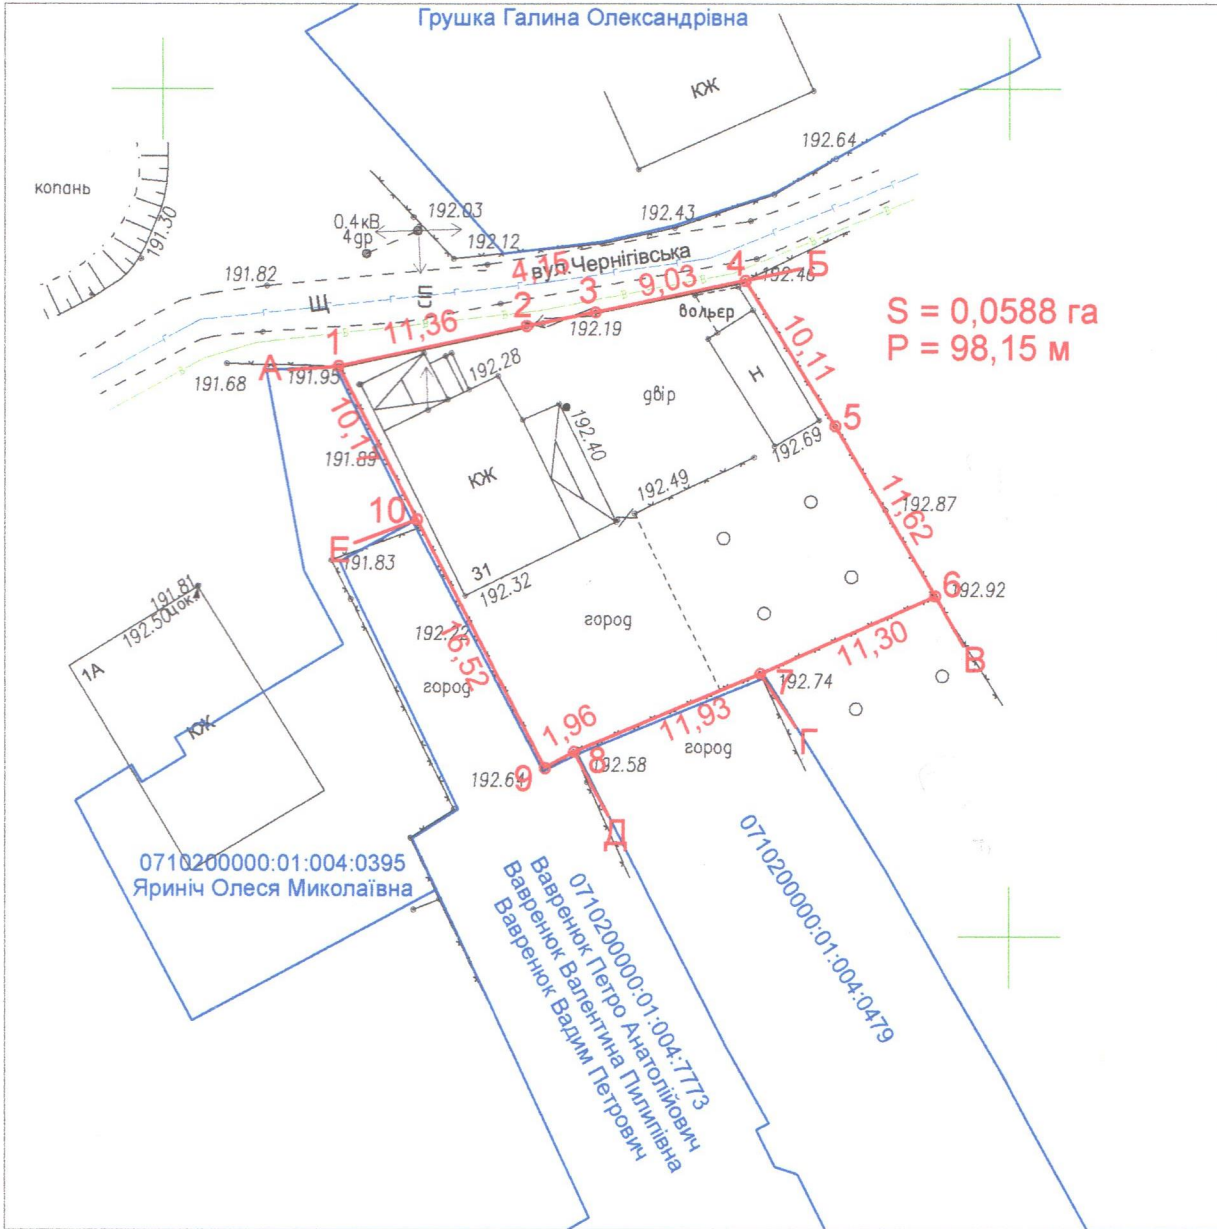 Грушка Галина Олександрівна
КЖ
192.64
копань
191.30
0.4кВ
4др
192.03
192.43
192.12
191.82
вул.Чернігівська
4,15
9,03
4
Б
192.48
Щ
СІП
11,36
2
3
192.19
вольєр
S = 0,0588 га
P = 98,15 м
1
А
191.95
191.68
192.28
10,11
двір
Н
10,11
191.89
192.40
5
192.69
КЖ
192.49
11,62
192.87
10
Е
191.83
31
192.32
6
192.92
191.81
192.50цок.
1А
192.22
16,52
город
11,30
В
город
7
192.74
КЖ
1,96
11,93
Г
город
9
192.64
8
192.58
Д
0710200000:01:004:0395
Яриніч Олеся Миколаївна
0710200000:01:004:7773
Вавренюк Петро Анатолійович
Вавренюк Валентина Пилипівна
Вавренюк Вадим Петрович
0710200000:01:004:0479